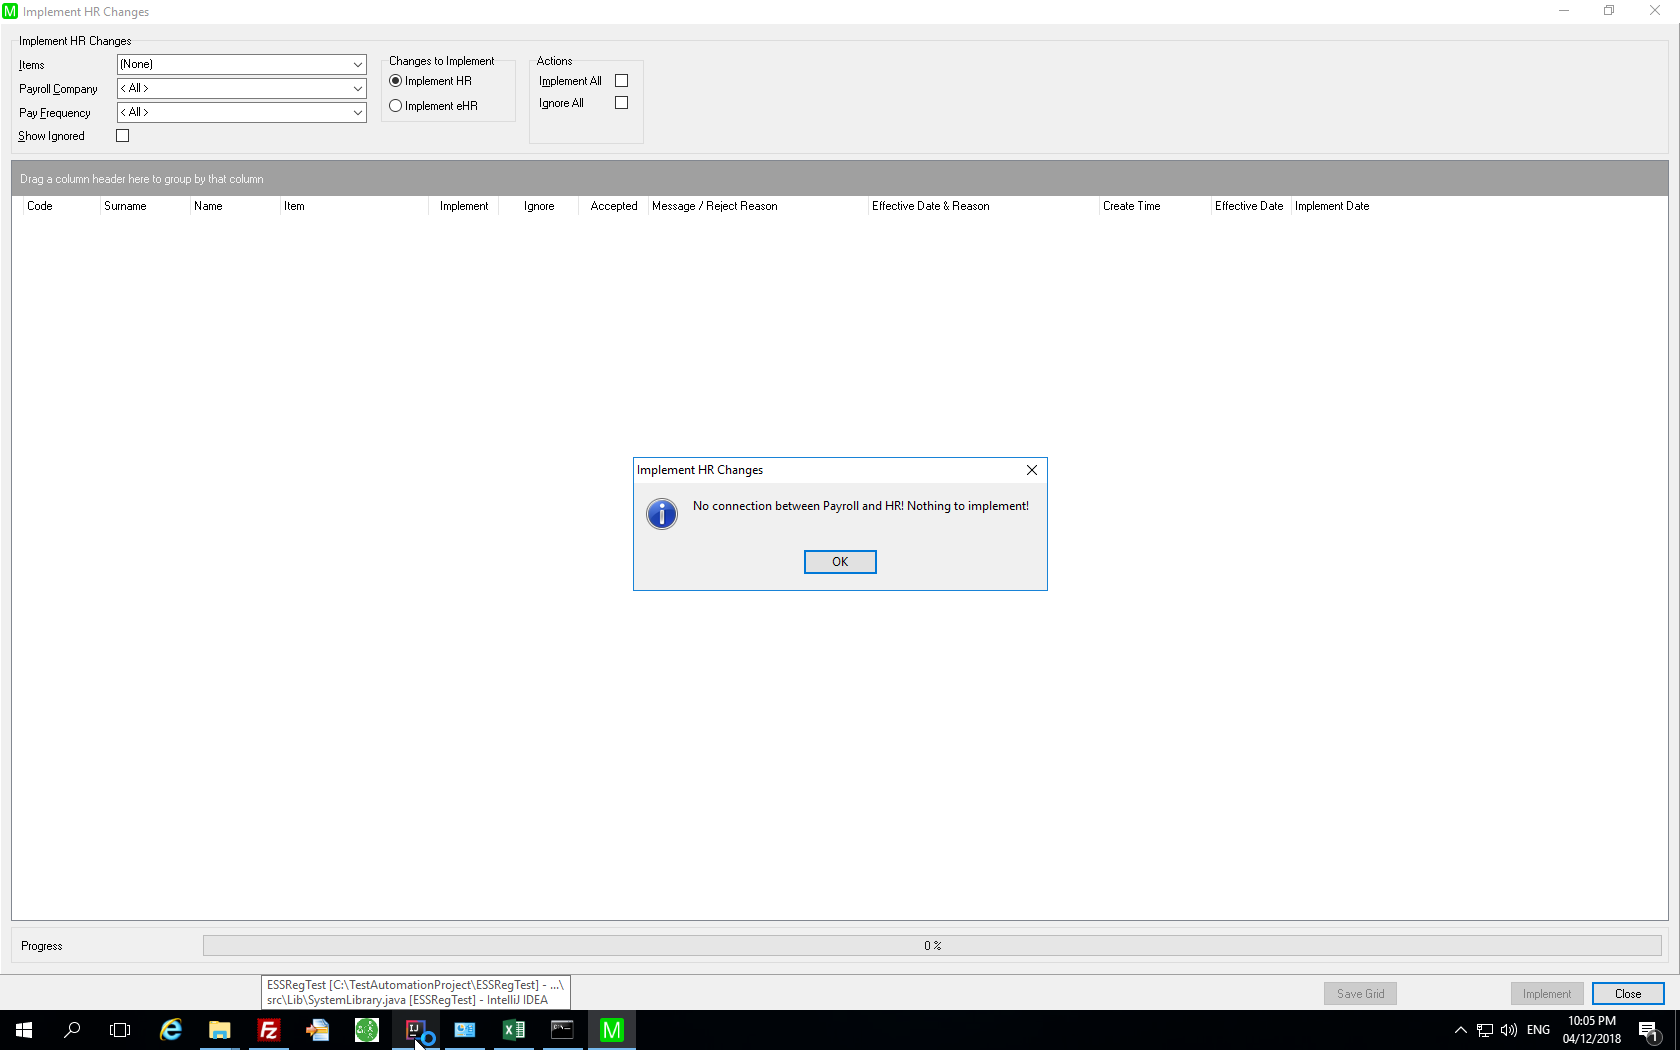 M Implement HR Changes
Implement HR Changes
Items (None)
Payroll Company < All >
Pay Frequency < All >
Show Ignored
Changes to Implement
Implement HR
Implement eHR
Actions
Implement All
Ignore All
Drag a column header here to group by that column
Code Surname Name Item Implement Ignore Accepted Message / Reject Reason Effective Date & Reason Create Time Effective Date Implement Date
Implement HR Changes
No connection between Payroll and HR! Nothing to implement!
OK
Progress 0 %
ESSRegTest [C:\TestAutomationProject\ESSRegTest] - ...\
src\Lib\SystemLibrary.java [ESSRegTest] - IntelliJ IDEA
Save Grid Implement Close
Fz IJ M ENG
10:05 PM
04/12/2018
1